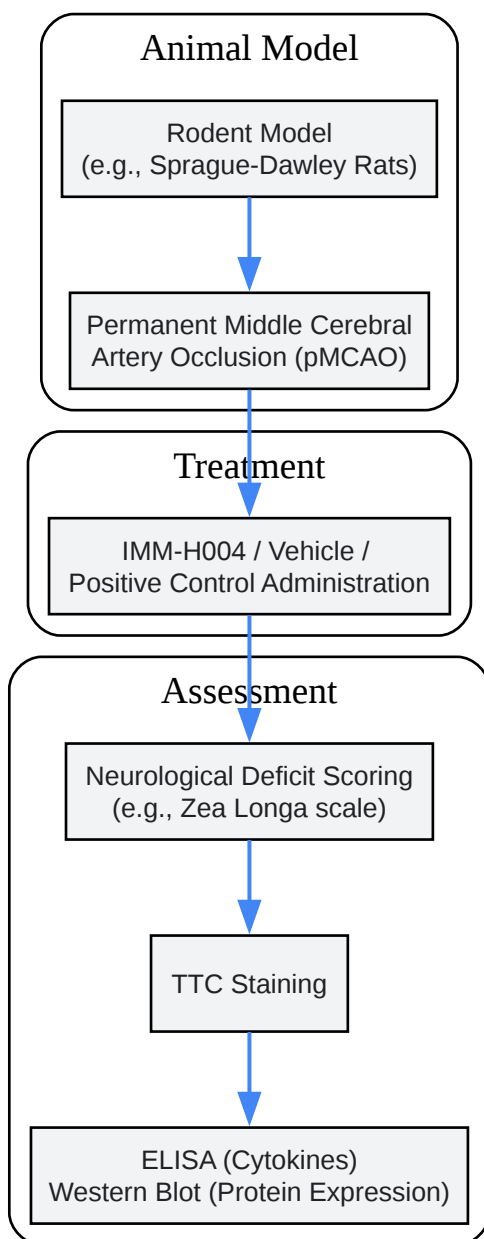 Animal Model
Rodent Model
(e.g., Sprague-Dawley Rats)
Permanent Middle Cerebral
Artery Occlusion (pMCAO)
Treatment
IMM-H004 / Vehicle /
Positive Control Administration
Assessment
Neurological Deficit Scoring
(e.g., Zea Longa scale)
TTC Staining
ELISA (Cytokines)
Western Blot (Protein Expression)